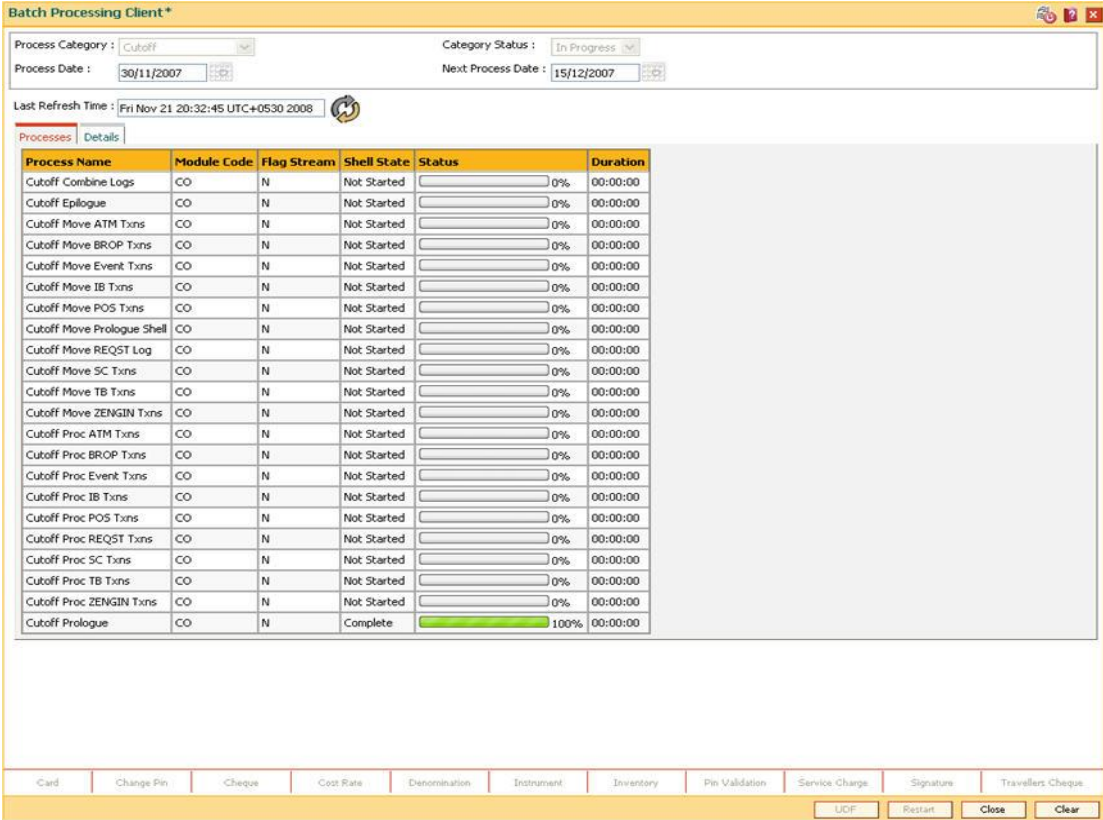 Batch Processing Client*
Process Category : Cutoff Category Status : In Progress
Process Date : 30/11/2007 Next Process Date : 15/12/2007
Last Refresh Time : Fri Nov 21 20:32:45 UTC+0530 2008
Processes Details
Process Name Module Code Flag Stream Shell State Status Duration
Cutoff Combine Logs CO N Not Started 0% 00:00:00
Cutoff Epilogue CO N Not Started 0% 00:00:00
Cutoff Move ATM Txns CO N Not Started 0% 00:00:00
Cutoff Move BROP Txns CO N Not Started 0% 00:00:00
Cutoff Move Event Txns CO N Not Started 0% 00:00:00
Cutoff Move IB Txns CO N Not Started 0% 00:00:00
Cutoff Move POS Txns CO N Not Started 0% 00:00:00
Cutoff Move Prologue Shell CO N Not Started 0% 00:00:00
Cutoff Move REQST Log CO N Not Started 0% 00:00:00
Cutoff Move SC Txns CO N Not Started 0% 00:00:00
Cutoff Move TB Txns CO N Not Started 0% 00:00:00
Cutoff Move ZENGIN Txns CO N Not Started 0% 00:00:00
Cutoff Proc ATM Txns CO N Not Started 0% 00:00:00
Cutoff Proc BROP Txns CO N Not Started 0% 00:00:00
Cutoff Proc Event Txns CO N Not Started 0% 00:00:00
Cutoff Proc IB Txns CO N Not Started 0% 00:00:00
Cutoff Proc POS Txns CO N Not Started 0% 00:00:00
Cutoff Proc REQST Txns CO N Not Started 0% 00:00:00
Cutoff Proc SC Txns CO N Not Started 0% 00:00:00
Cutoff Proc TB Txns CO N Not Started 0% 00:00:00
Cutoff Proc ZENGIN Txns CO N Not Started 0% 00:00:00
Cutoff Prologue CO N Complete 100% 00:00:00
Card Change Pin Cheque Cost Rate Denomination Instrument Inventory Pin Validation Service Charge Signature Travellers Cheque
UDF Restart Close Clear